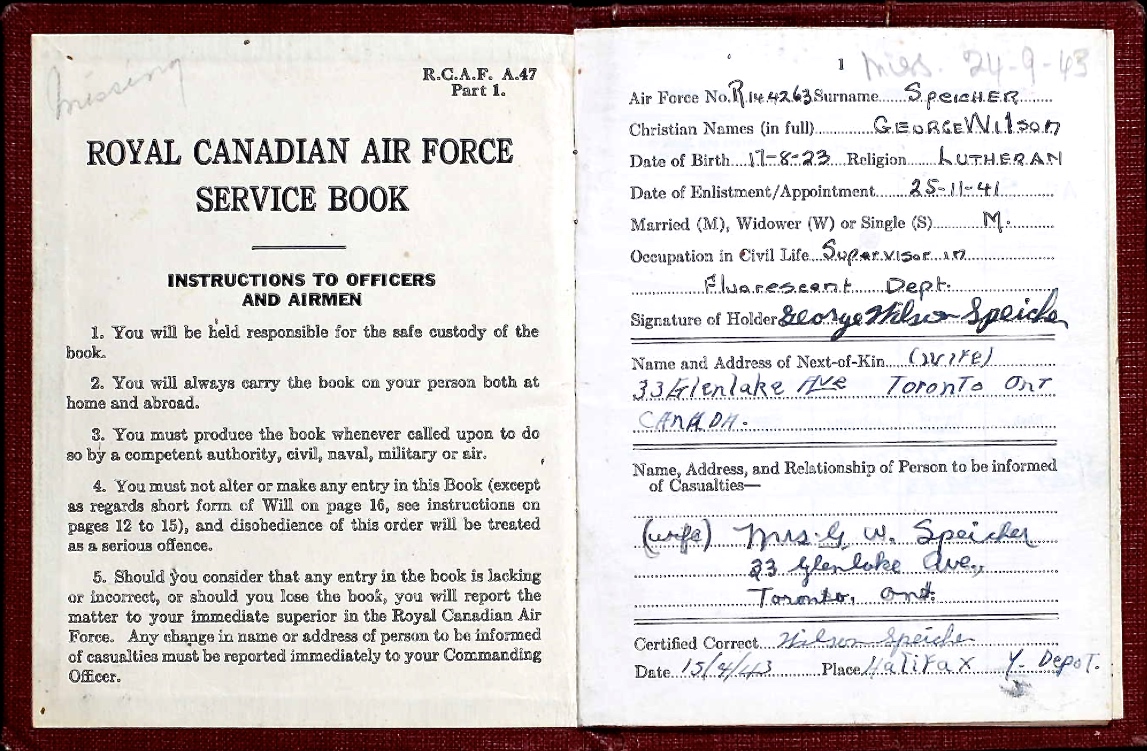 missing
R.C.A.F. A.47
Part 1.
ROYAL CANADIAN AIR FORCE
SERVICE BOOK
INSTRUCTIONS TO OFFICERS
AND AIRMEN
1. You will be held responsible for the safe custody of the
book.
2. You will always carry the book on your person both at
home and abroad.
3. You must produce the book whenever called upon to do
so by a competent authority, civil, naval, military or air.
4. You must not alter or make any entry in this Book (except
as regards short form of Will on page 16, see instructions on
pages 12 to 15), and disobedience of this order will be treated
as a serious offence.
5. Should you consider that any entry in the book is lacking
or incorrect, or should you lose the book, you will report the
matter to your immediate superior in the Royal Canadian Air
Force. Any change in name or address of person to be informed
of casualties must be reported immediately to your Commanding
Officer.
1 Miss. 24-9-43
Air Force No. R.144263 Surname SPEICHER
Christian Names (in full) GEORGE WILSON
Date of Birth 17-8-23 Religion LUTHERAN
Date of Enlistment/Appointment 25-11-41
Married (M), Widower (W) or Single (S) M.
Occupation in Civil Life Supervisor in
Fluorescent Dept.
Signature of Holder George Wilson Speicher
Name and Address of Next-of-Kin (WIFE)
33 Glenlake Ave Toronto Ont
CANADA.
Name, Address, and Relationship of Person to be informed
of Casualties—
(wife) Mrs. G. W. Speicher
33 Glenlake Ave.,
Toronto, Ont.
Certified Correct Wilson Speicher
Date 15/4/43 Place Halifax Y. Depot.